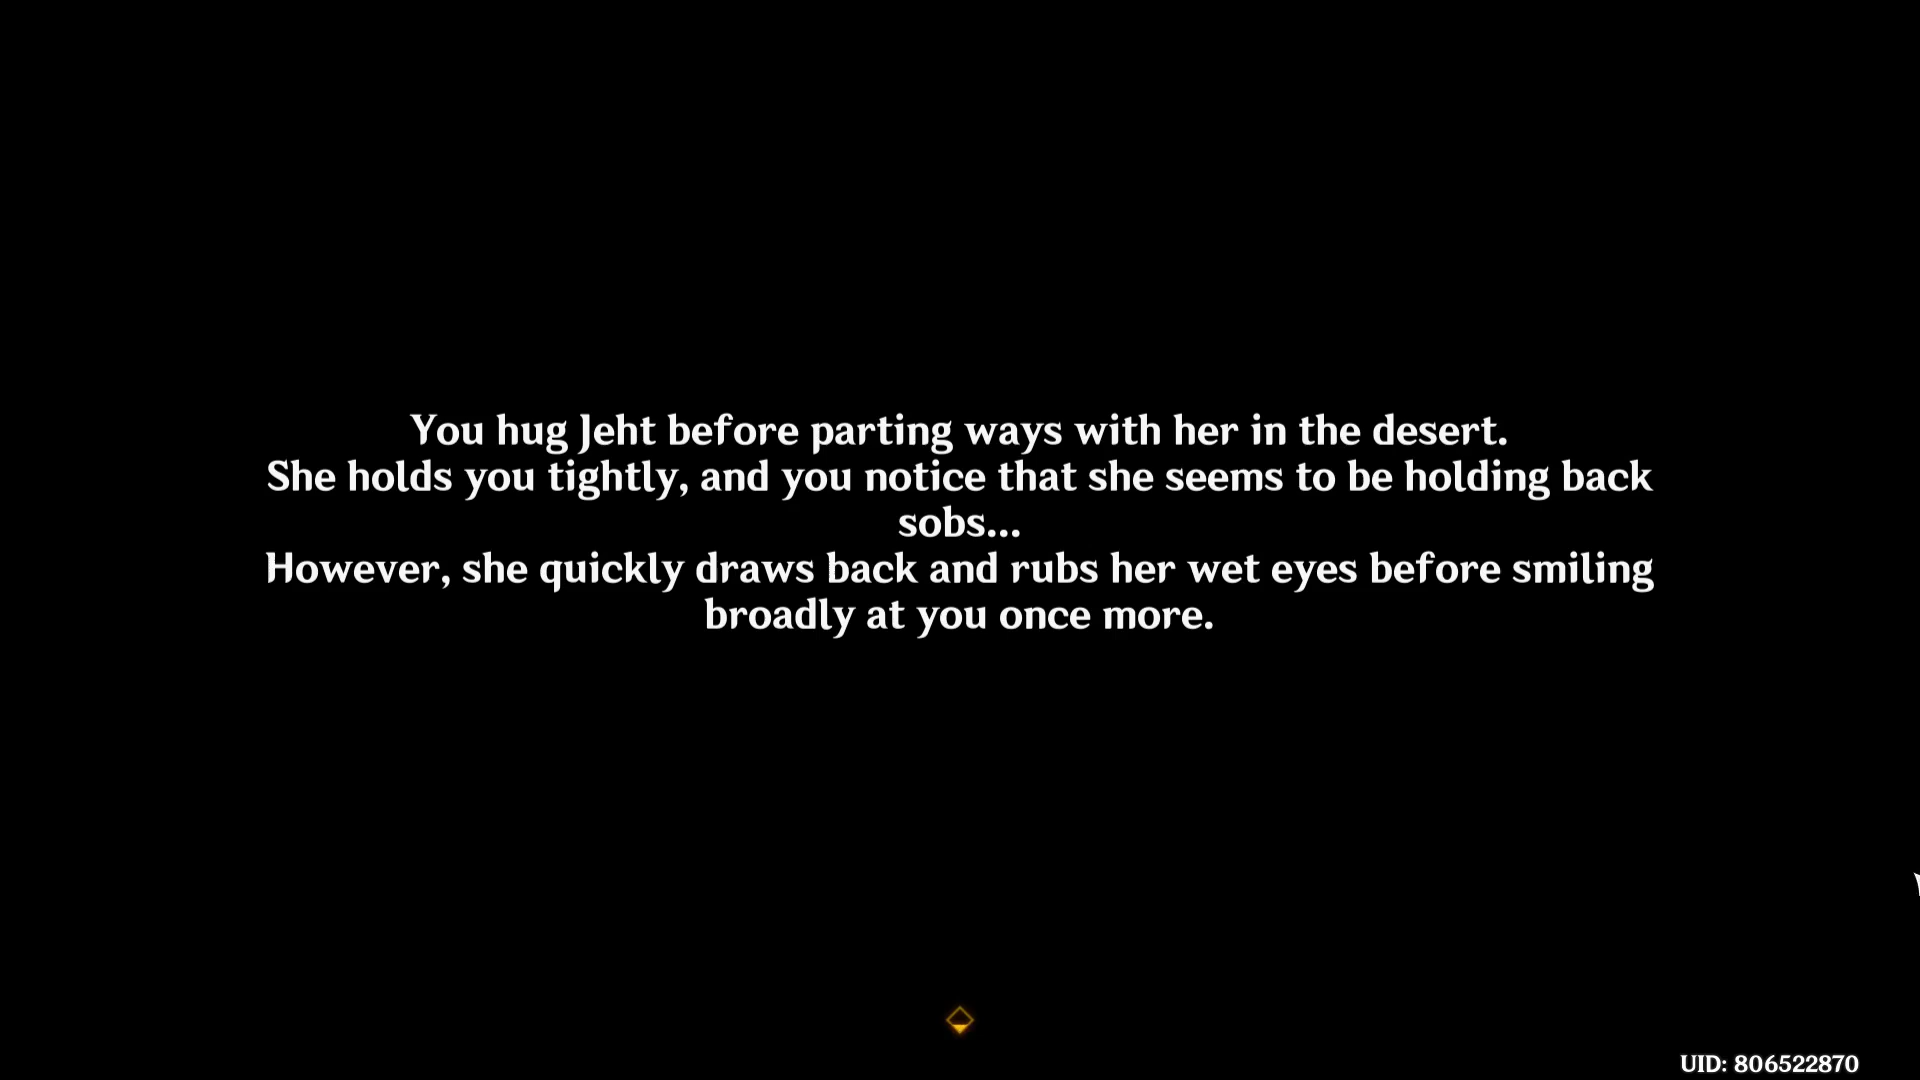 You hug Jeht before parting ways with her in the desert.
She holds you tightly, and you notice that she seems to be holding back
sobs...
However, she quickly draws back and rubs her wet eyes before smiling
broadly at you once more.
UID: 806522870